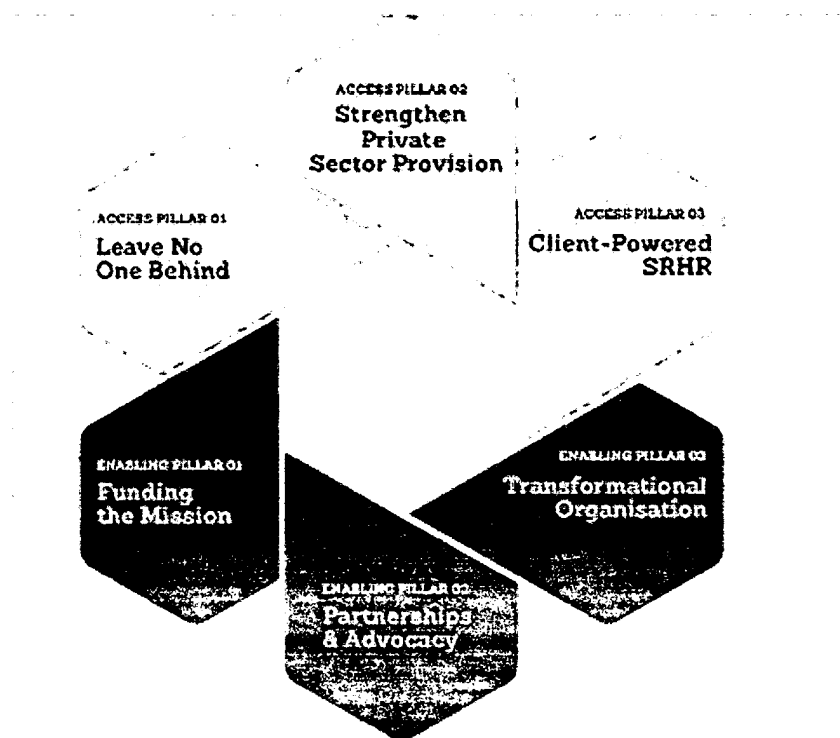 ACCESS PILLAR 02
Strengthen
Private
Sector Provision
ACCESS PILLAR 01
Leave No
One Behind
ACCESS PILLAR 03
Client-Powered
SRHR
ENABLING PILLAR 01
Funding
the Mission
ENABLING PILLAR 03
Transformational
Organisation
ENABLING PILLAR 02
Partnerships
& Advocacy